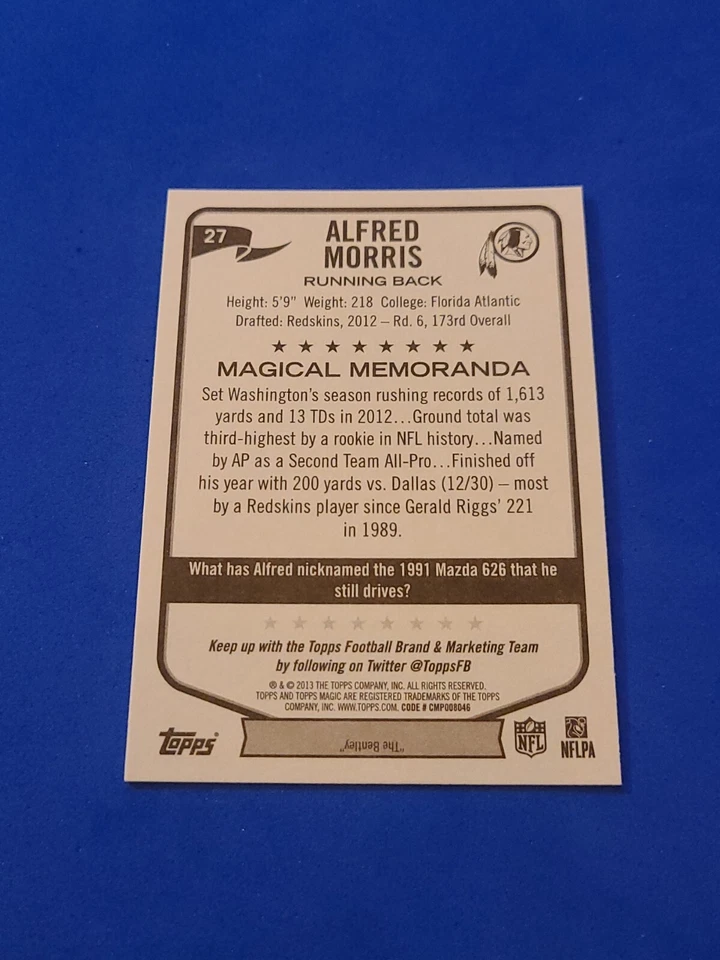 27
ALFRED
MORRIS
RUNNING BACK
Height: 5'9" Weight: 218 College: Florida Atlantic
Drafted: Redskins, 2012 – Rd. 6, 173rd Overall
MAGICAL MEMORANDA
Set Washington's season rushing records of 1,613
yards and 13 TDs in 2012...Ground total was
third-highest by a rookie in NFL history...Named
by AP as a Second Team All-Pro...Finished off
his year with 200 yards vs. Dallas (12/30) – most
by a Redskins player since Gerald Riggs' 221
in 1989.
What has Alfred nicknamed the 1991 Mazda 626 that he
still drives?
Keep up with the Topps Football Brand & Marketing Team
by following on Twitter @ToppsFB
® & © 2013 THE TOPPS COMPANY, INC. ALL RIGHTS RESERVED.
TOPPS AND TOPPS MAGIC ARE REGISTERED TRADEMARKS OF THE TOPPS
COMPANY, INC. WWW.TOPPS.COM. CODE # CMP008046
topps®
"The Bentley"
NFL
NFLPA